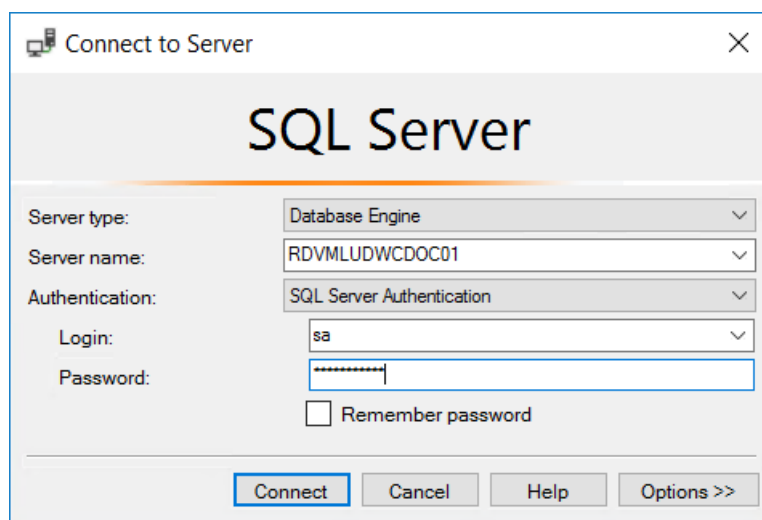 Connect to Server
SQL Server
Server type: Database Engine
Server name: RDVMLUDWCDOC01
Authentication: SQL Server Authentication
Login: sa
Password: ***********
Remember password
Connect Cancel Help Options >>